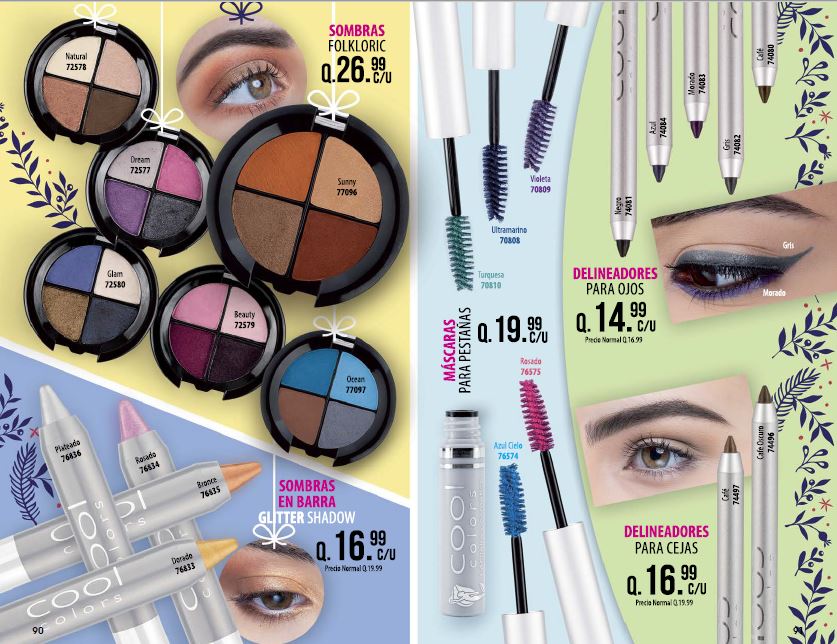 SOMBRAS
FOLKLORIC
Q.26.99 C/U
Natural
72578
Dream
72577
Sunny
77096
Glam
72580
Beauty
72579
Ocean
77097
Plateado
76836
Rosado
76834
Bronce
76835
Dorado
76833
cool
colors
cool
colors
cool
colors
SOMBRAS
EN BARRA
GLITTER SHADOW
Q.16.99 C/U
Precio Normal Q.19.99
90
Violeta
70809
Ultramarino
70808
Turquesa
70810
MÁSCARAS
PARA PESTAÑAS
Q.19.99 C/U
Rosado
76575
Azul Cielo
76574
cool
colors
Café
74080
Morado
74083
Azul
74084
Gris
74082
Negro
74081
DELINEADORES
PARA OJOS
Q.14.99 C/U
Precio Normal Q.16.99
Gris
Morado
Café Oscuro
74496
Café
74497
DELINEADORES
PARA CEJAS
Q.16.99 C/U
Precio Normal Q.19.99